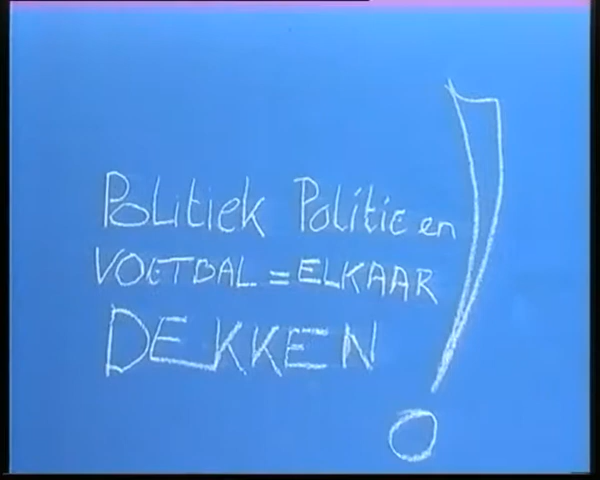 Politiek Politie en
VOETBAL = ELKAAR
DEKKEN !